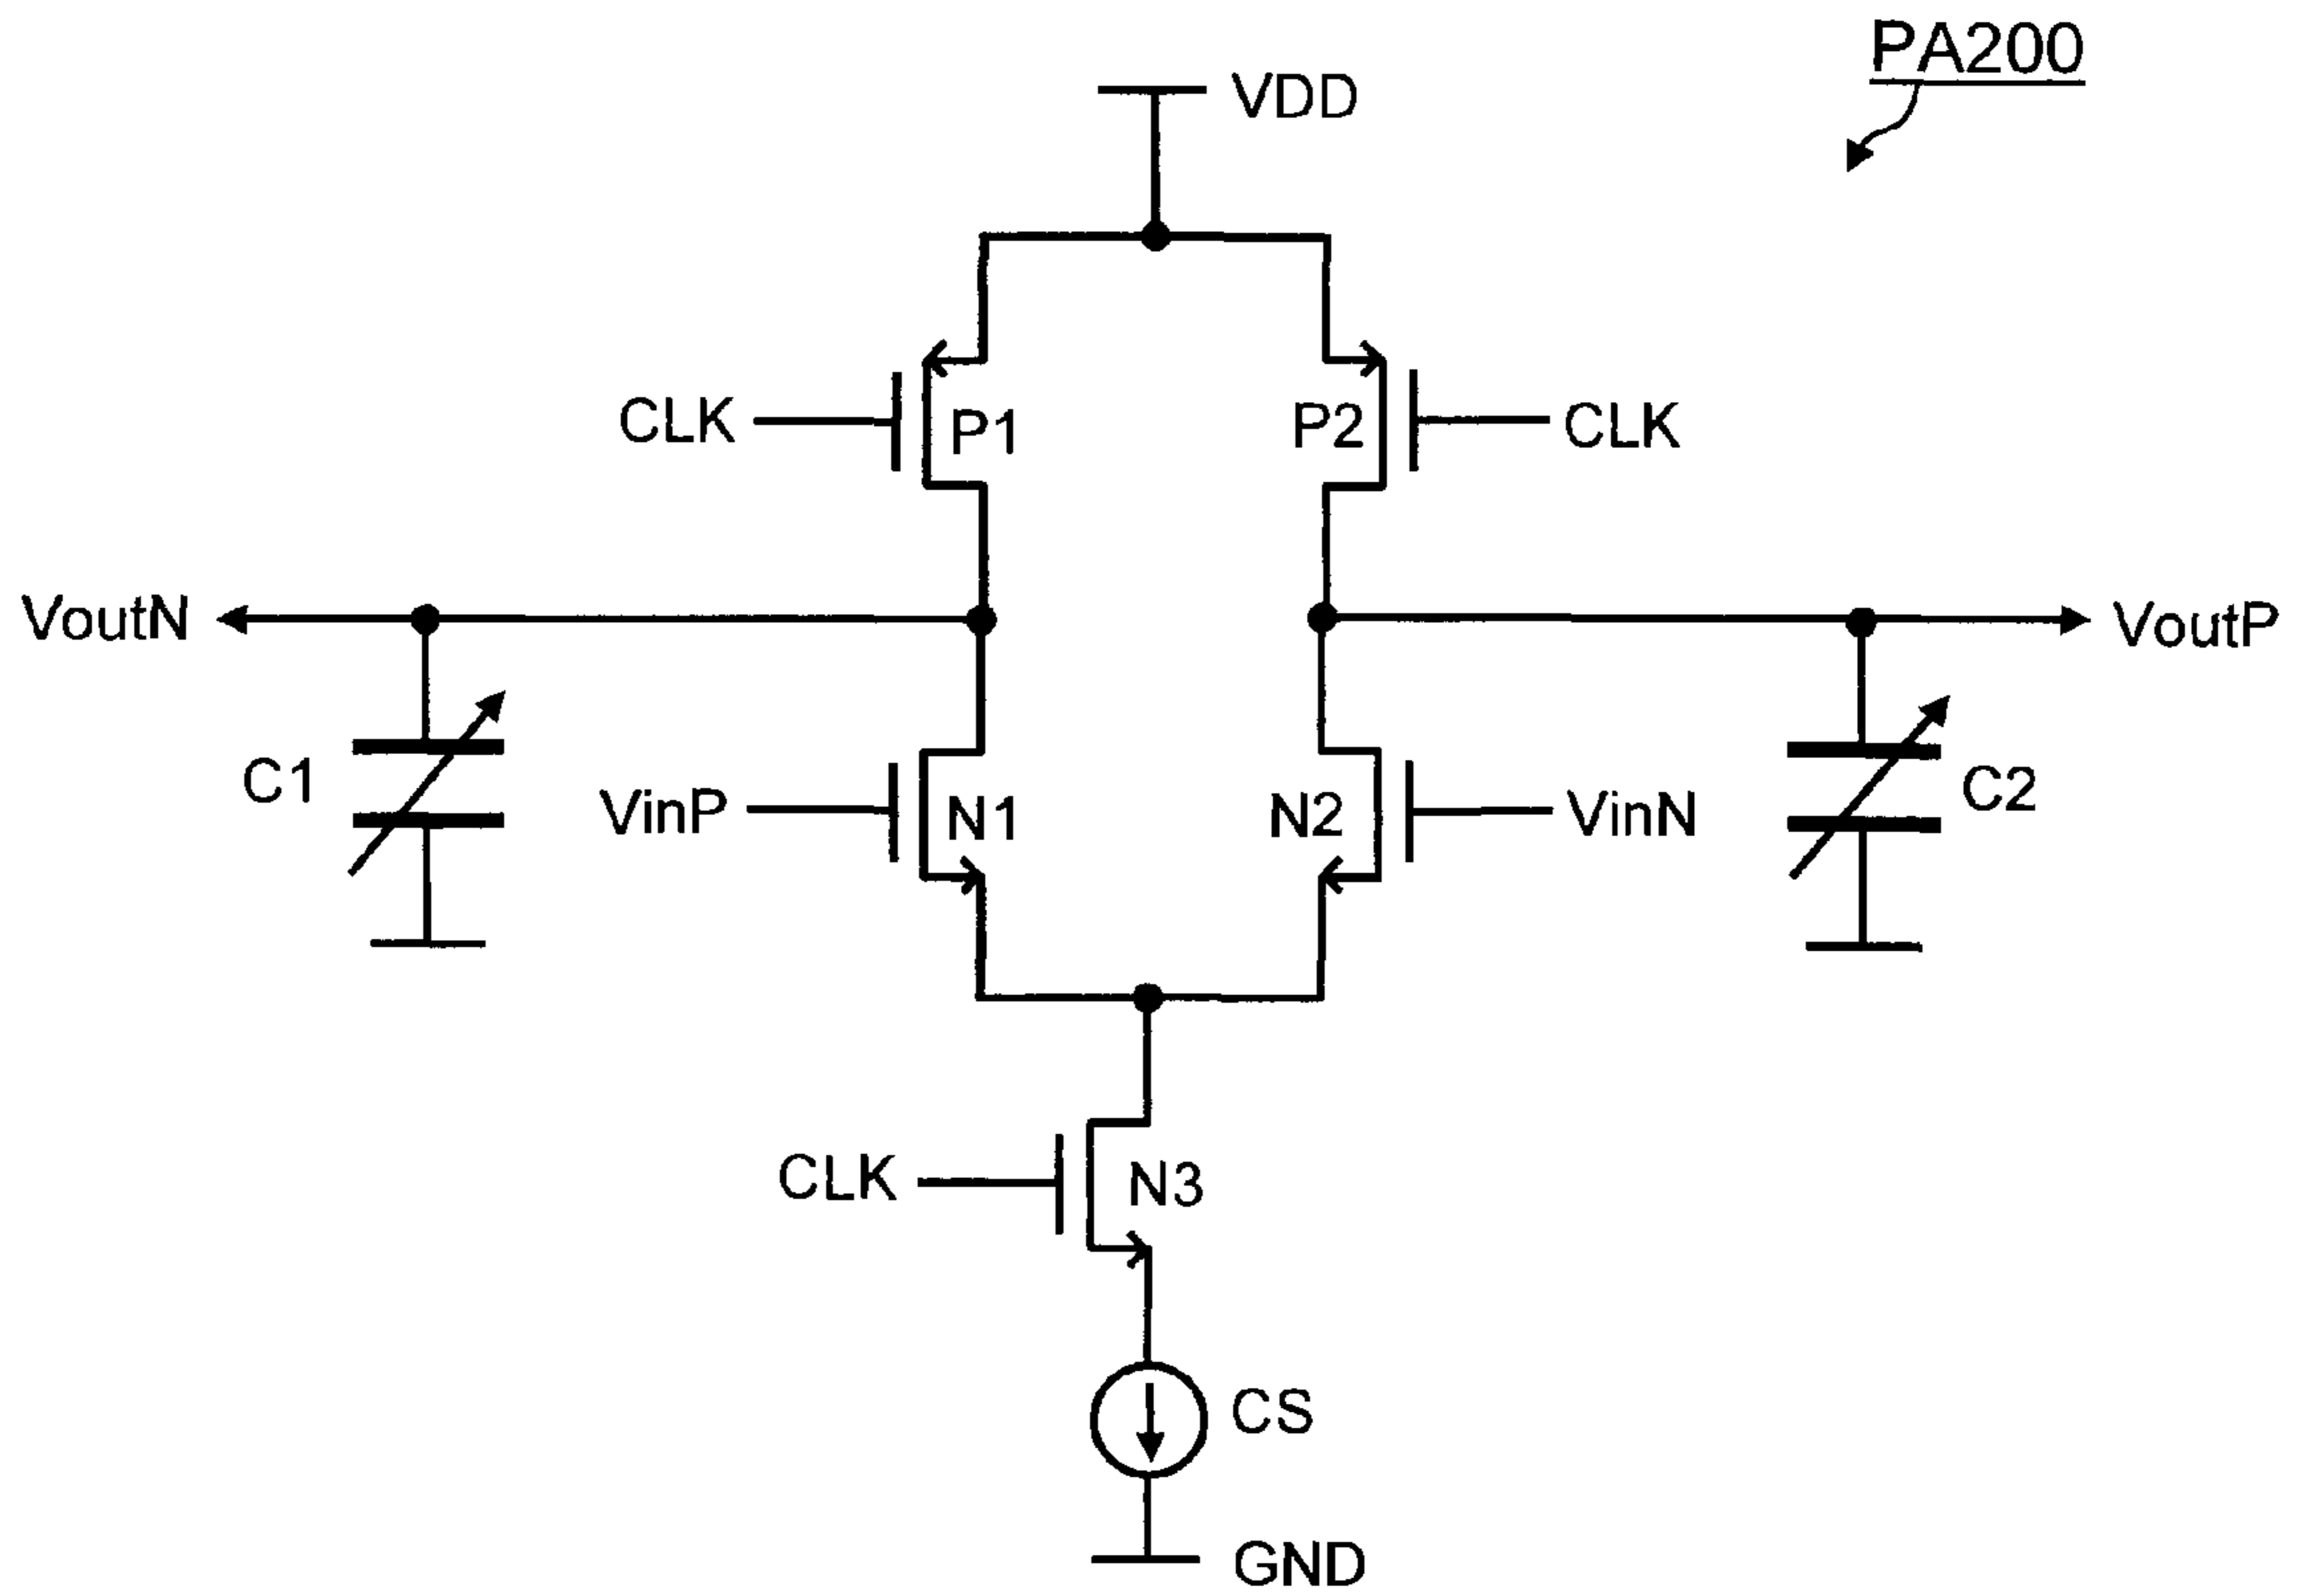 PA200
VDD
CLK
P1
P2
CLK
VoutN
VoutP
C1
VinP
N1
N2
VinN
C2
CLK
N3
CS
GND